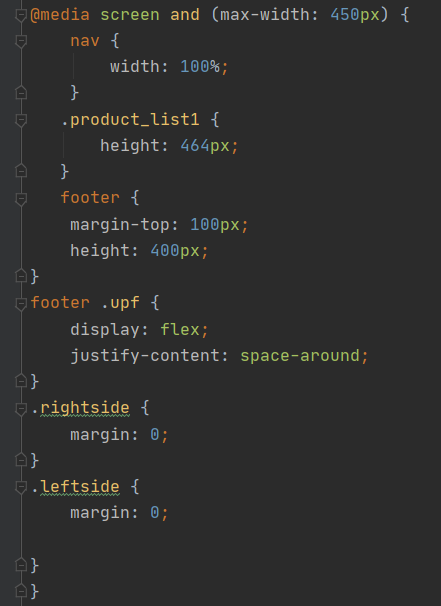 @media screen and (max-width: 450px) {
    nav {
        width: 100%;
    }
   .product_list1 {
       height: 464px;
   }
   footer {
    margin-top: 100px;
    height: 400px;
}
footer .upf {
    display: flex;
    justify-content: space-around;
}
.rightside {
    margin: 0;
}
.leftside {
    margin: 0;

}
}